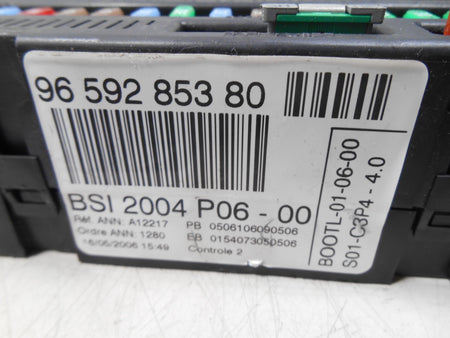 96 592 853 80
BSI 2004 P06 - 00
Réf. ANN: A12217 PB 0506106090506
Ordre ANN: 1280 BB 0154073050506
16/05/2006 15:49 Controle 2
BOOTL-01-06-00
S01-C3P4 - 4.0